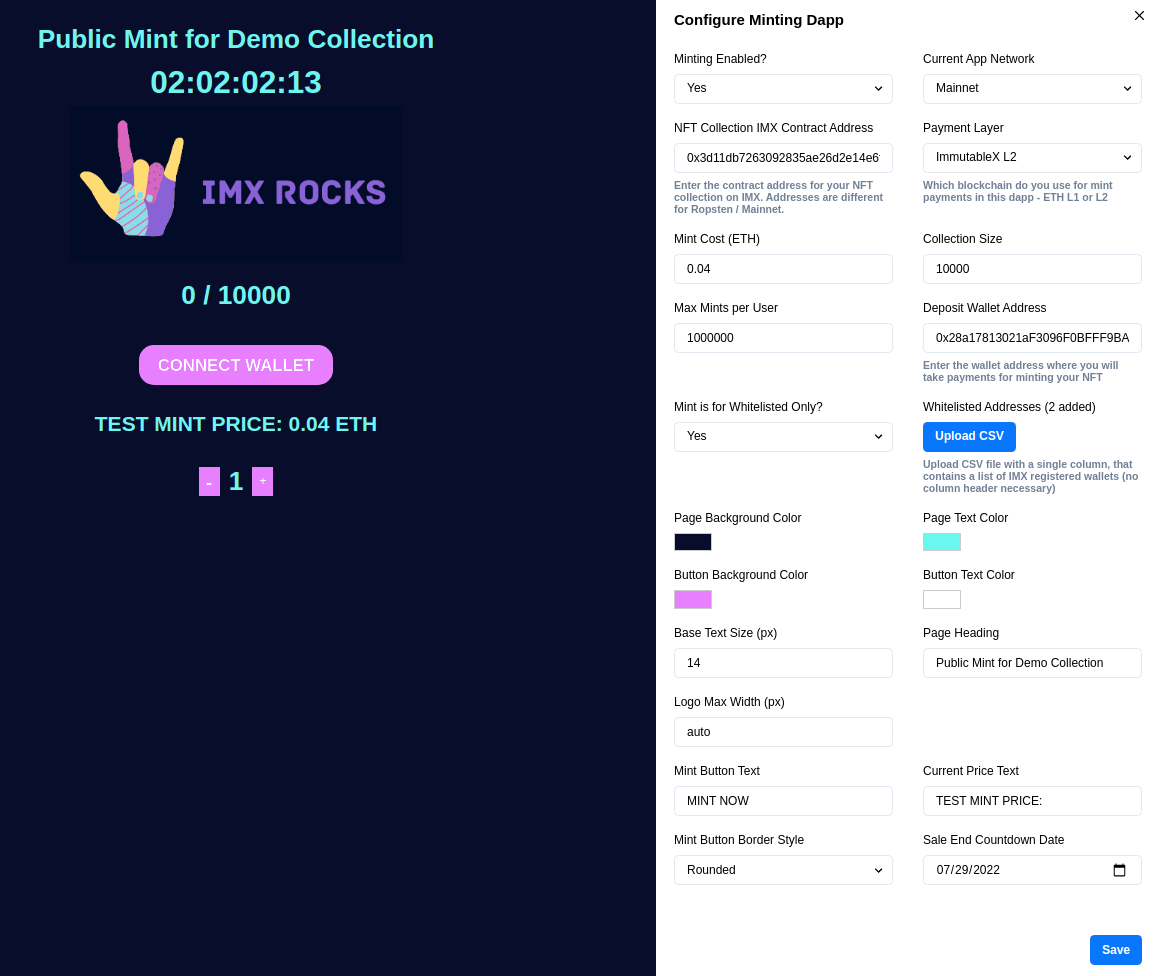 Public Mint for Demo Collection
02:02:02:13
IMX ROCKS
0 / 10000
CONNECT WALLET
TEST MINT PRICE: 0.04 ETH
- 1 +
Configure Minting Dapp
Minting Enabled?
Yes
Current App Network
Mainnet
NFT Collection IMX Contract Address
0x3d11db7263092835ae26d2e14e6
Enter the contract address for your NFT
collection on IMX. Addresses are different
for Ropsten / Mainnet.
Payment Layer
ImmutableX L2
Which blockchain do you use for mint
payments in this dapp - ETH L1 or L2
Mint Cost (ETH)
0.04
Collection Size
10000
Max Mints per User
1000000
Deposit Wallet Address
0x28a17813021aF3096F0BFFF9BA
Enter the wallet address where you will
take payments for minting your NFT
Mint is for Whitelisted Only?
Yes
Whitelisted Addresses (2 added)
Upload CSV
Upload CSV file with a single column, that
contains a list of IMX registered wallets (no
column header necessary)
Page Background Color
Page Text Color
Button Background Color
Button Text Color
Base Text Size (px)
14
Page Heading
Public Mint for Demo Collection
Logo Max Width (px)
auto
Mint Button Text
MINT NOW
Current Price Text
TEST MINT PRICE:
Mint Button Border Style
Rounded
Sale End Countdown Date
07/29/2022
Save